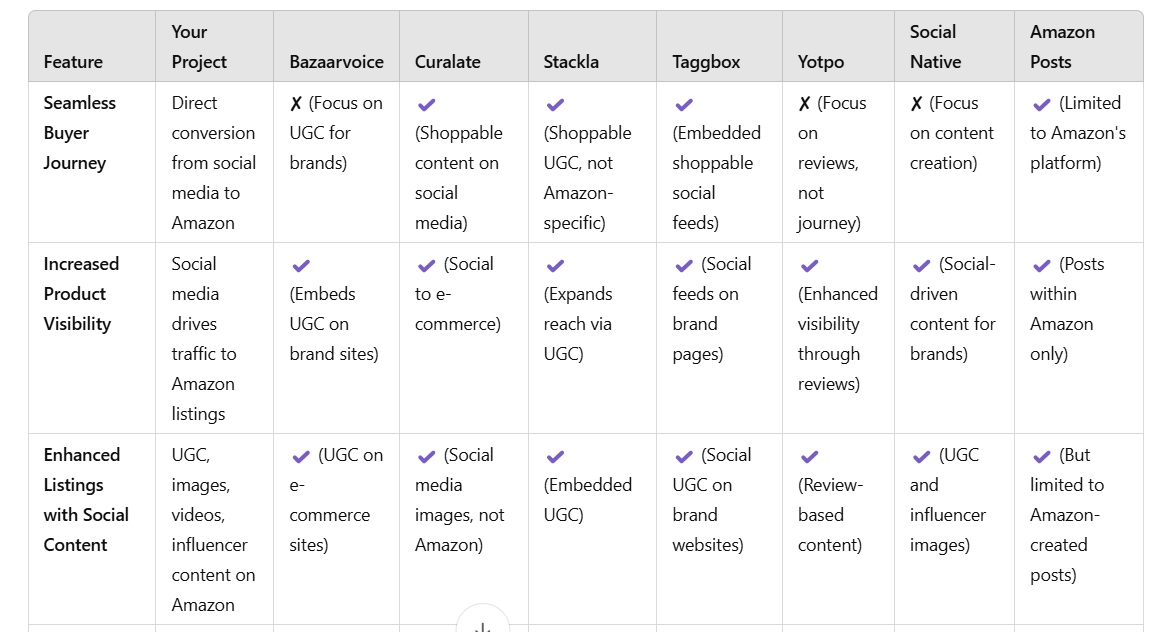 Feature
Your
Project
Bazaarvoice
Curalate
Stackla
Taggbox
Yotpo
Social
Native
Amazon
Posts
Seamless
Buyer
Journey
Direct
conversion
from social
media to
Amazon
✗ (Focus on
UGC for
brands)
✔
(Shoppable
content on
social
media)
✔
(Shoppable
UGC, not
Amazon-
specific)
✔
(Embedded
shoppable
social
feeds)
✗ (Focus
on
reviews,
not
journey)
✗ (Focus
on content
creation)
✔ (Limited
to Amazon's
platform)
Increased
Product
Visibility
Social
media
drives
traffic to
Amazon
listings
✔
(Embeds
UGC on
brand sites)
✔ (Social
to e-
commerce)
✔
(Expands
reach via
UGC)
✔ (Social
feeds on
brand
pages)
✔
(Enhanced
visibility
through
reviews)
✔ (Social-
driven
content for
brands)
✔ (Posts
within
Amazon
only)
Enhanced
Listings
with Social
Content
UGC,
images,
videos,
influencer
content on
Amazon
✔ (UGC on
e-
commerce
sites)
✔ (Social
media
images, not
Amazon)
✔
(Embedded
UGC)
✔ (Social
UGC on
brand
websites)
✔
(Review-
based
content)
✔ (UGC
and
influencer
images)
✔ (But
limited to
Amazon-
created
posts)